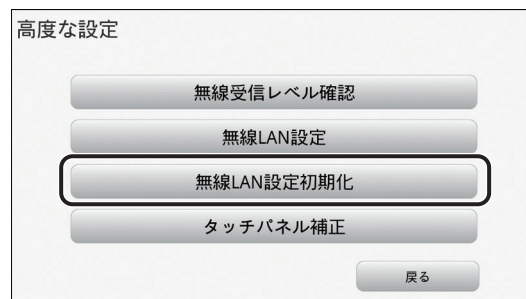 高度な設定
無線受信レベル確認
無線LAN設定
無線LAN設定初期化
タッチパネル補正
戻る